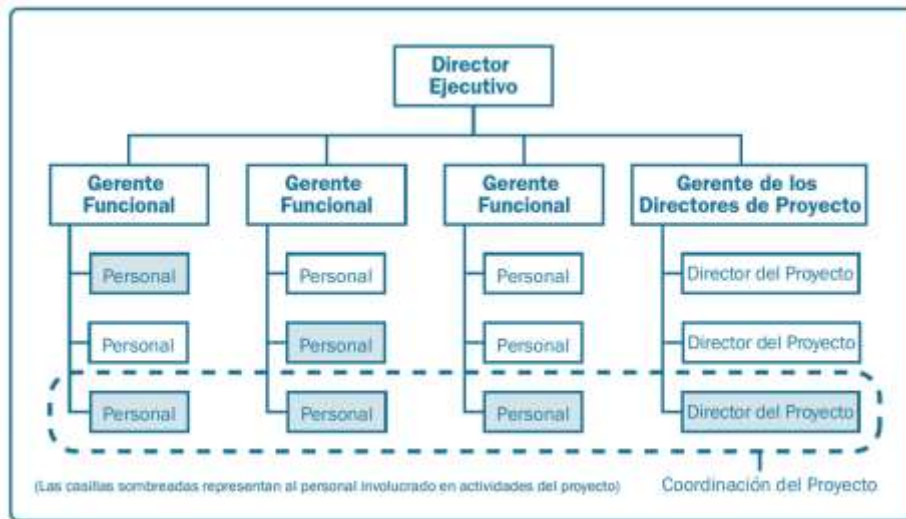 Director
Ejecutivo
Gerente
Funcional
Gerente
Funcional
Gerente
Funcional
Gerente de los
Directores de Proyecto
Personal
Personal
Personal
Director del Proyecto
Personal
Personal
Personal
Director del Proyecto
Personal
Personal
Personal
Director del Proyecto
(Las casillas sombreadas representan al personal involucrado en actividades del proyecto)
Coordinación del Proyecto